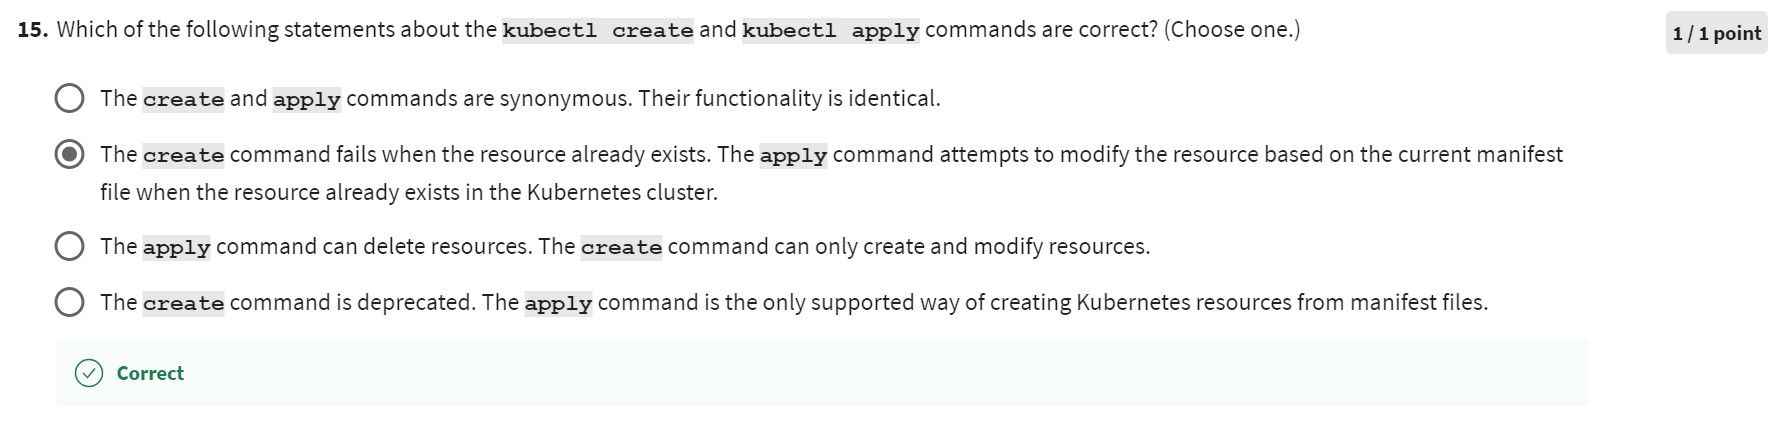 15. Which of the following statements about the kubectl create and kubectl apply commands are correct? (Choose one.)
1 / 1 point
The create and apply commands are synonymous. Their functionality is identical.
The create command fails when the resource already exists. The apply command attempts to modify the resource based on the current manifest
file when the resource already exists in the Kubernetes cluster.
The apply command can delete resources. The create command can only create and modify resources.
The create command is deprecated. The apply command is the only supported way of creating Kubernetes resources from manifest files.
Correct